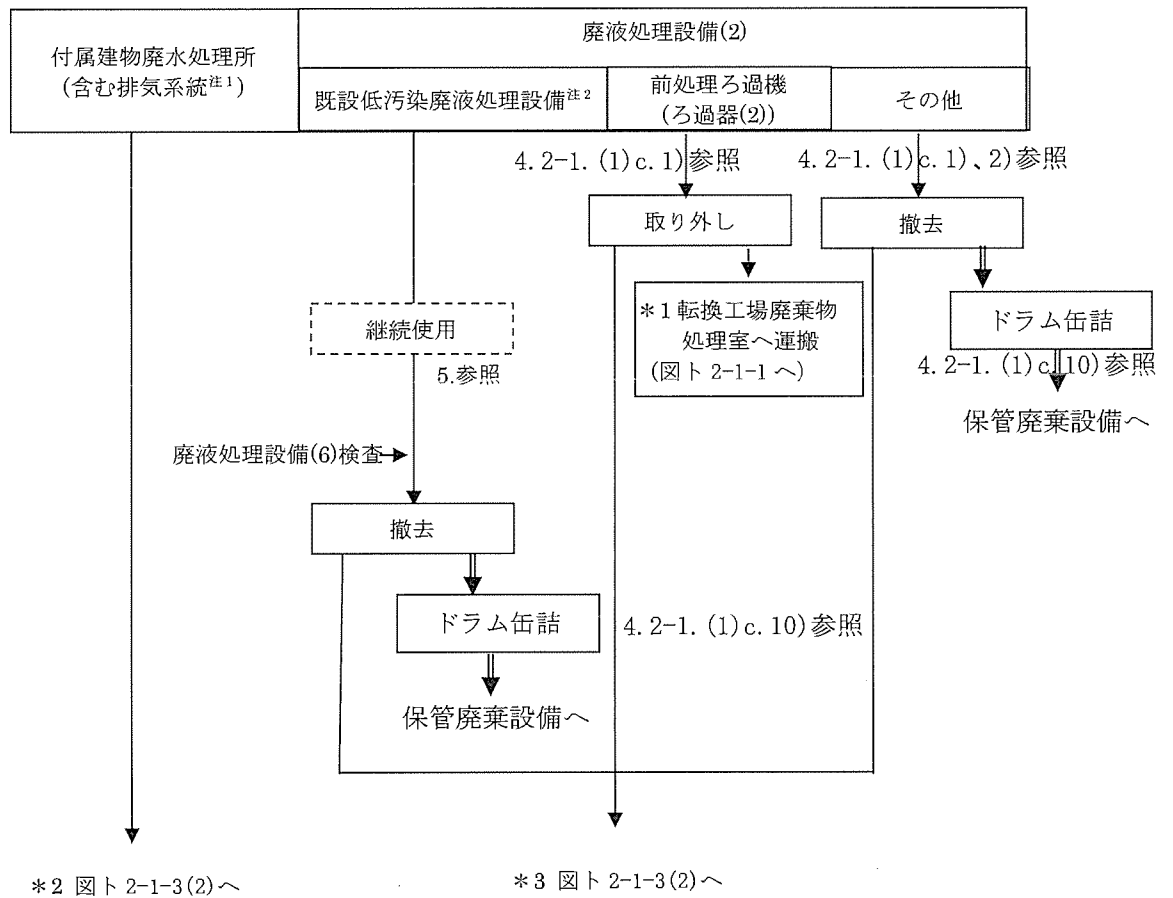 付属建物廃水処理所
(含む排気系統注1)
廃液処理設備(2)
既設低汚染廃液処理設備注2
前処理ろ過機
(ろ過器(2))
その他
4.2-1.(1)c.1)参照
4.2-1.(1)c.1)、2)参照
取り外し
撤去
*1転換工場廃棄物
処理室へ運搬
(図ト2-1-1へ)
ドラム缶詰
4.2-1.(1)c.10)参照
保管廃棄設備へ
継続使用
5.参照
廃液処理設備(6)検査
撤去
ドラム缶詰
4.2-1.(1)c.10)参照
保管廃棄設備へ
*2 図ト2-1-3(2)へ
*3 図ト2-1-3(2)へ